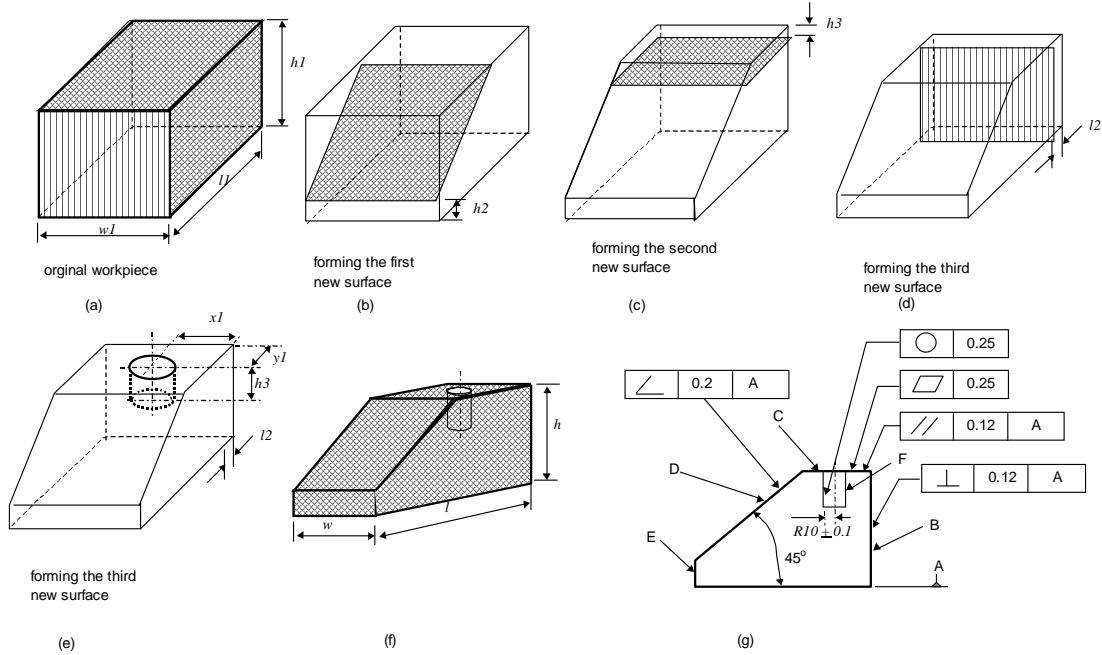 h1
l1
w1
orginal workpiece
(a)
h2
forming the first
new surface
(b)
h3
forming the second
new surface
(c)
l2
forming the third
new surface
(d)
x1
y1
h3
l2
forming the third
new surface
(e)
h
w
l
(f)
0.25
0.25
0.2 A
0.12 A
0.12 A
C
D
F
E
B
R10 ± 0.1
45°
A
(g)